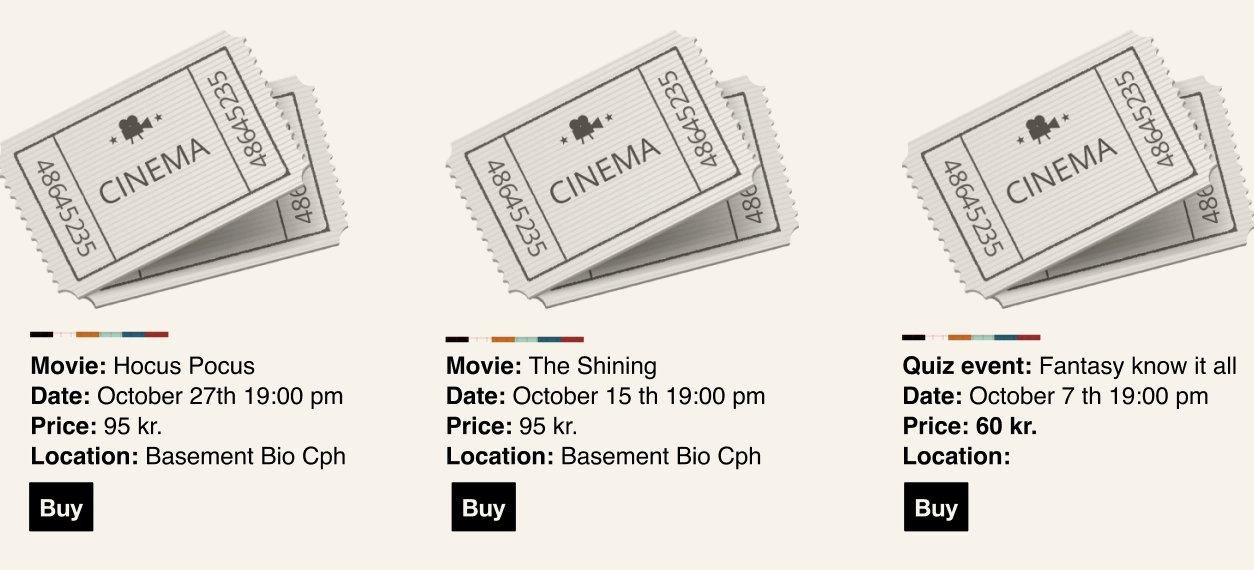 48645235
CINEMA
48645235
486
Movie: Hocus Pocus
Date: October 27th 19:00 pm
Price: 95 kr.
Location: Basement Bio Cph
Buy
48645235
CINEMA
48645235
486
Movie: The Shining
Date: October 15 th 19:00 pm
Price: 95 kr.
Location: Basement Bio Cph
Buy
48645235
CINEMA
48645235
486
Quiz event: Fantasy know it all
Date: October 7 th 19:00 pm
Price: 60 kr.
Location:
Buy